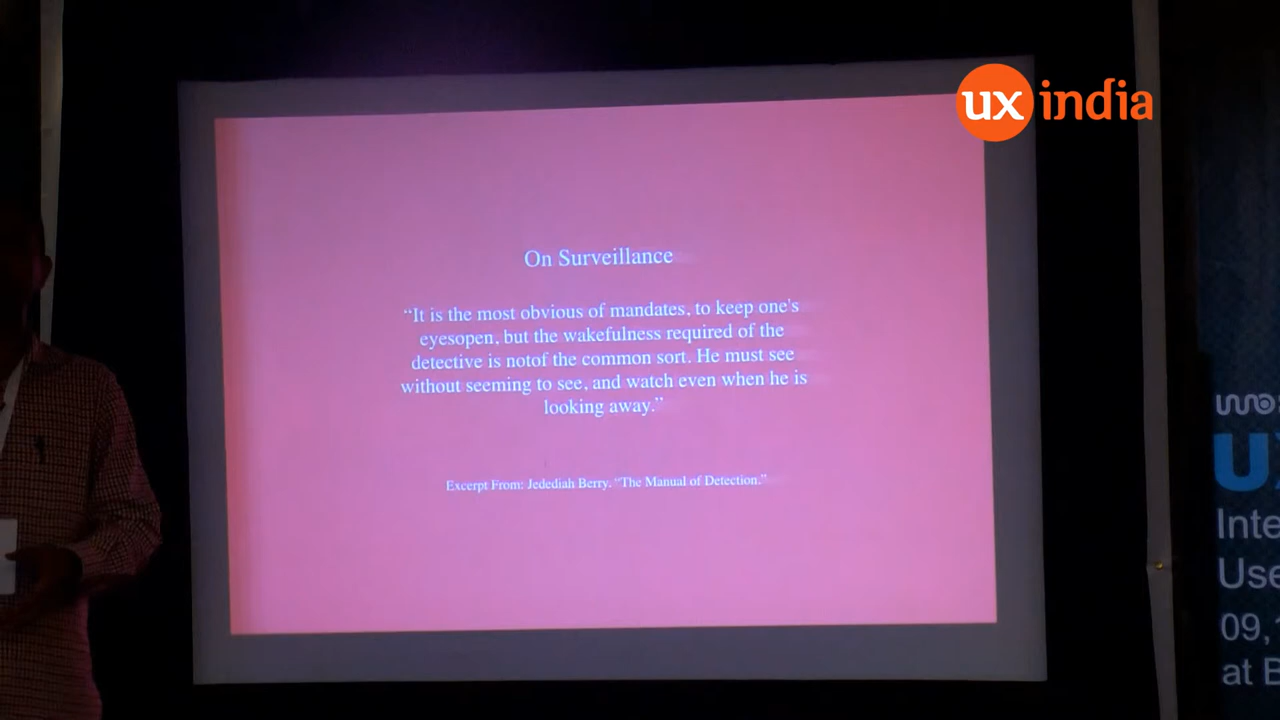 ux india
On Surveillance
“It is the most obvious of mandates, to keep one's
eyesopen, but the wakefulness required of the
detective is notof the common sort. He must see
without seeming to see, and watch even when he is
looking away.”
Excerpt From: Jedediah Berry. “The Manual of Detection.”
Inte
Use
09,
at B